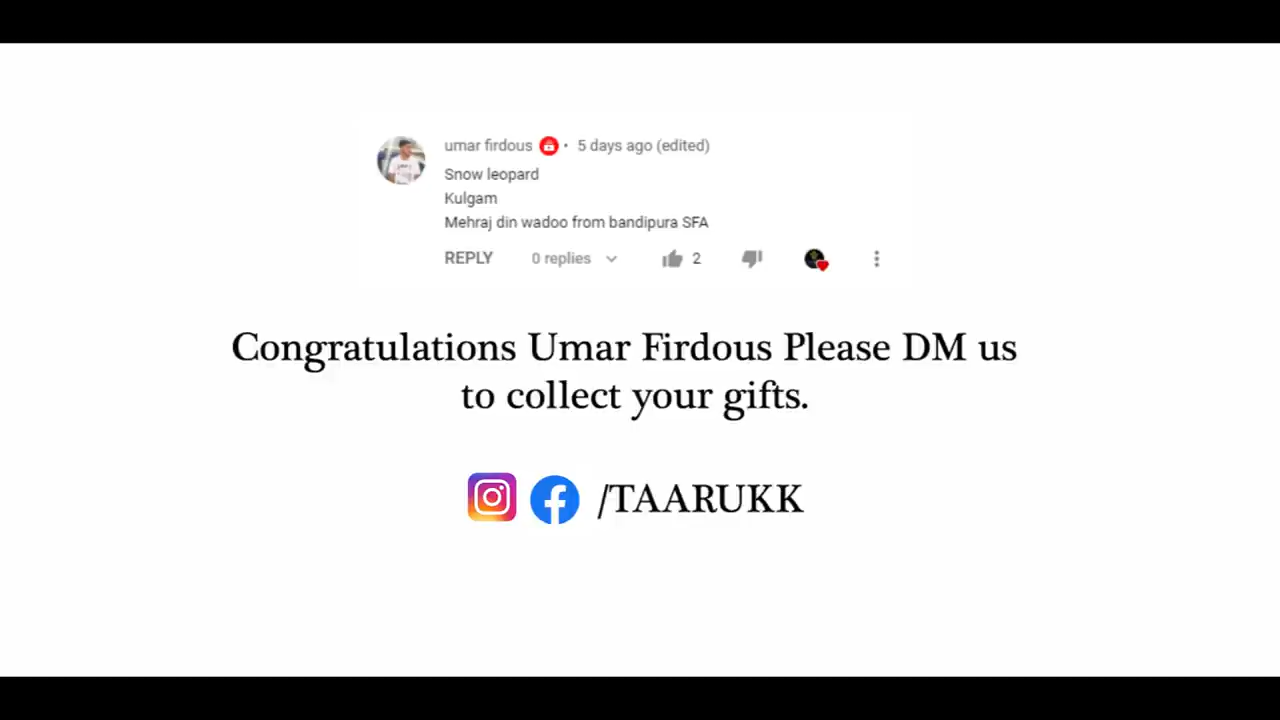 umar firdous • 5 days ago (edited)
Snow leopard
Kulgam
Mehraj din wadoo from bandipura SFA
REPLY 0 replies 2
Congratulations Umar Firdous Please DM us
to collect your gifts.
/TAARUKK